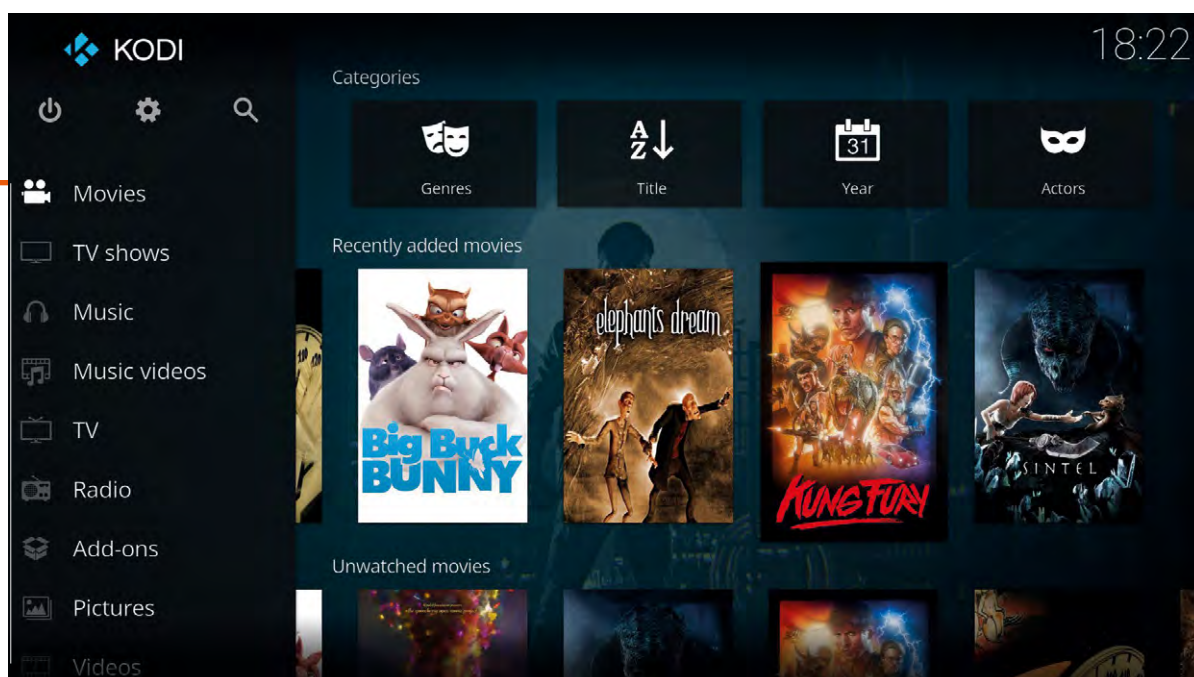 KODI
18:22
Categories
Genres
Title
Year
Actors
Movies
TV shows
Music
Music videos
TV
Radio
Add-ons
Pictures
Videos
Recently added movies
Big Buck
BUNNY
elephants dream
KUNG FURY
SINTEL
Unwatched movies
A
Z
31